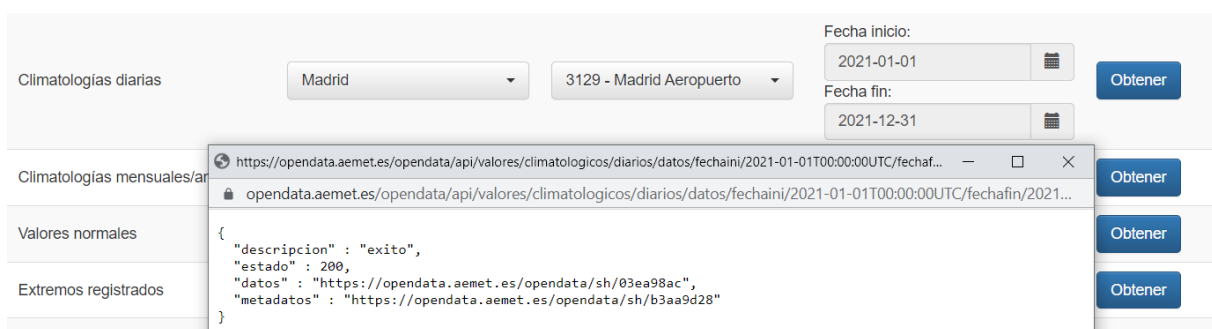 Fecha inicio:
2021-01-01
Climatologías diarias
Madrid
3129 - Madrid Aeropuerto
Obtener
Fecha fin:
2021-12-31
https://opendata.aemet.es/opendata/api/valores/climatologicos/diarios/datos/fechaini/2021-01-01T00:00:00UTC/fechaf...
Climatologías mensuales/an
Obtener
opendata.aemet.es/opendata/api/valores/climatologicos/diarios/datos/fechaini/2021-01-01T00:00:00UTC/fechafin/2021...
Valores normales
Obtener
{
"descripcion" : "exito",
"estado" : 200,
"datos" : "https://opendata.aemet.es/opendata/sh/03ea98ac",
"metadatos" : "https://opendata.aemet.es/opendata/sh/b3aa9d28"
}
Extremos registrados
Obtener